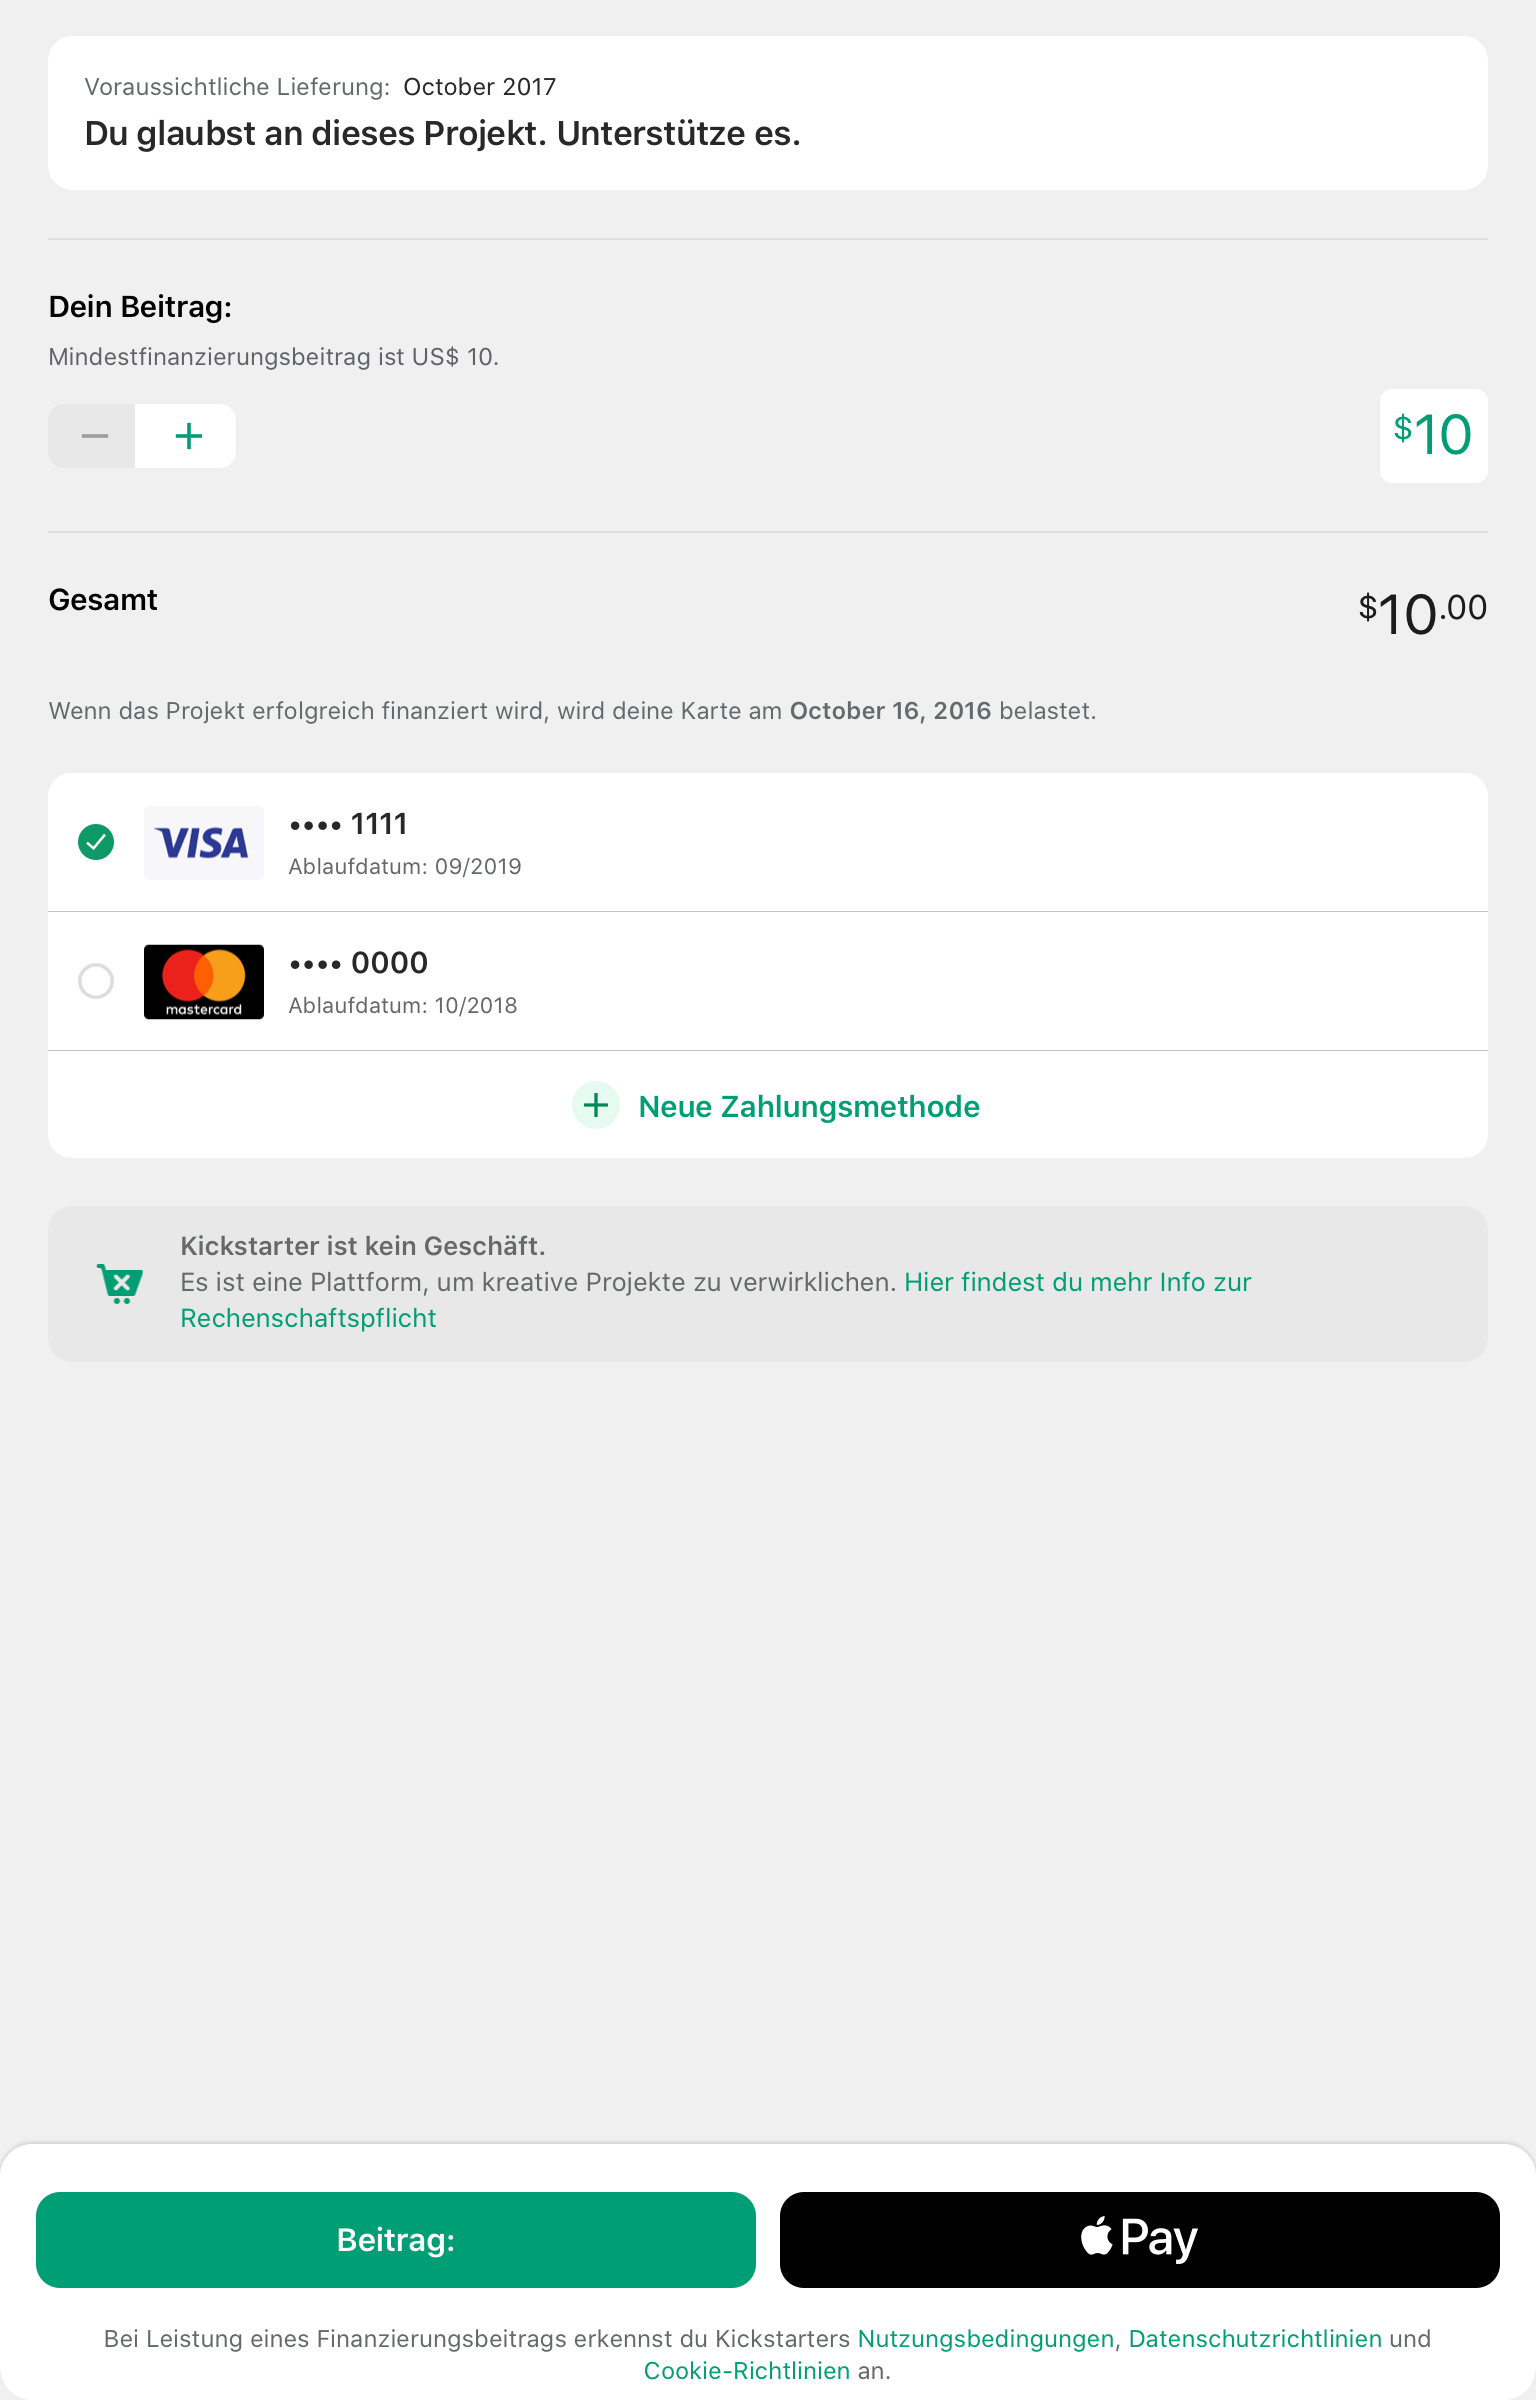 Voraussichtliche Lieferung: October 2017
Du glaubst an dieses Projekt. Unterstütze es.
Dein Beitrag:
Mindestfinanzierungsbeitrag ist US$ 10.
$10
Gesamt
$10.00
Wenn das Projekt erfolgreich finanziert wird, wird deine Karte am October 16, 2016 belastet.
VISA
•••• 1111
Ablaufdatum: 09/2019
mastercard
•••• 0000
Ablaufdatum: 10/2018
Neue Zahlungsmethode
Kickstarter ist kein Geschäft.
Es ist eine Plattform, um kreative Projekte zu verwirklichen. Hier findest du mehr Info zur
Rechenschaftspflicht
Beitrag:
Pay
Bei Leistung eines Finanzierungsbeitrags erkennst du Kickstarters Nutzungsbedingungen, Datenschutzrichtlinien und
Cookie-Richtlinien an.